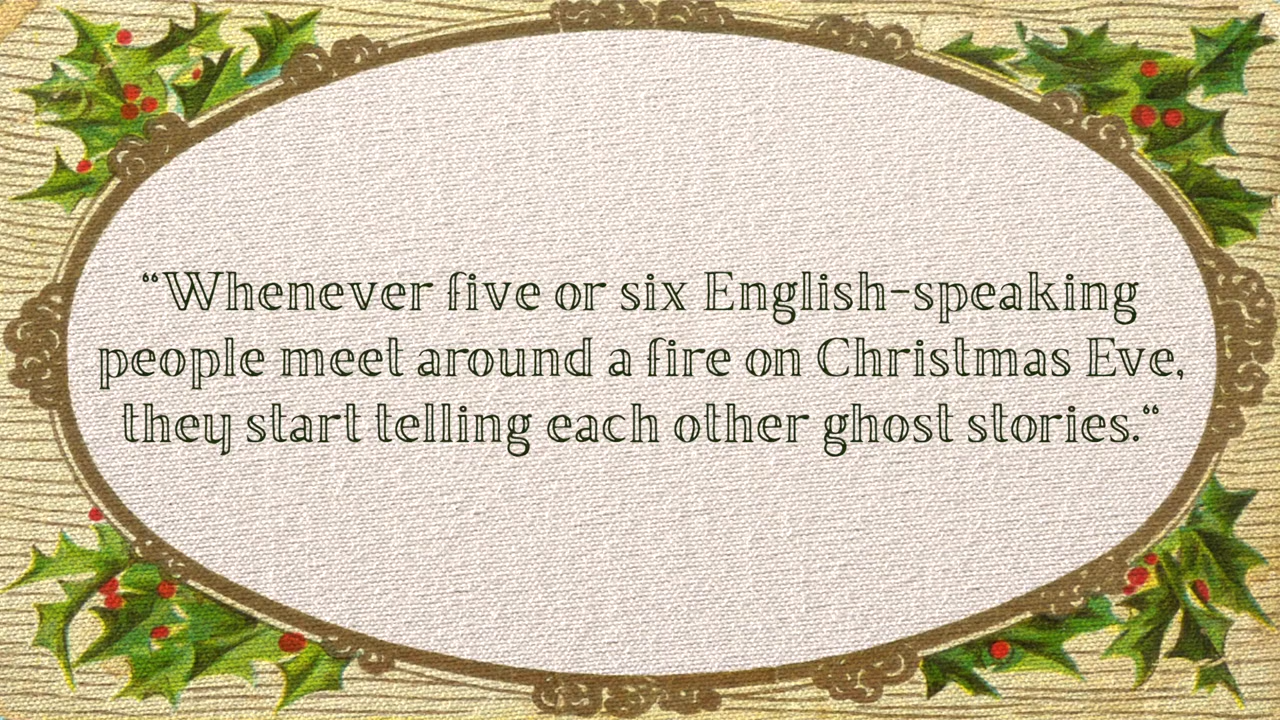 “Whenever five or six English-speaking
people meet around a fire on Christmas Eve,
they start telling each other ghost stories.“